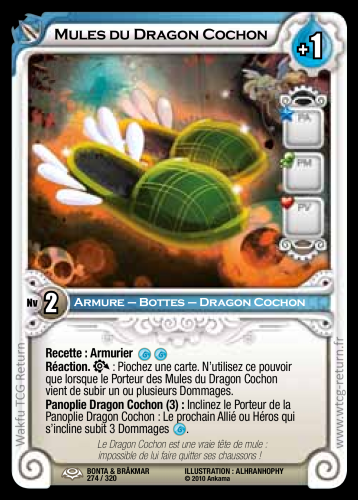 Mules du Dragon Cochon
+1
PA
PM
PV
Nv 2
Armure – Bottes – Dragon Cochon
Recette : Armurier
Réaction. : Piochez une carte. N'utilisez ce pouvoir
que lorsque le Porteur des Mules du Dragon Cochon
vient de subir un ou plusieurs Dommages.
Panoplie Dragon Cochon (3) : Inclinez le Porteur de la
Panoplie Dragon Cochon : Le prochain Allié ou Héros qui
s'incline subit 3 Dommages .
Le Dragon Cochon est une vraie tête de mule :
impossible de lui faire quitter ses chaussons !
Wakfu TCG Return
www.wtcg-return.fr
BONTA & BRÂKMAR
274 / 320
ILLUSTRATION : ALHRANHOPHY
© 2010 Ankama